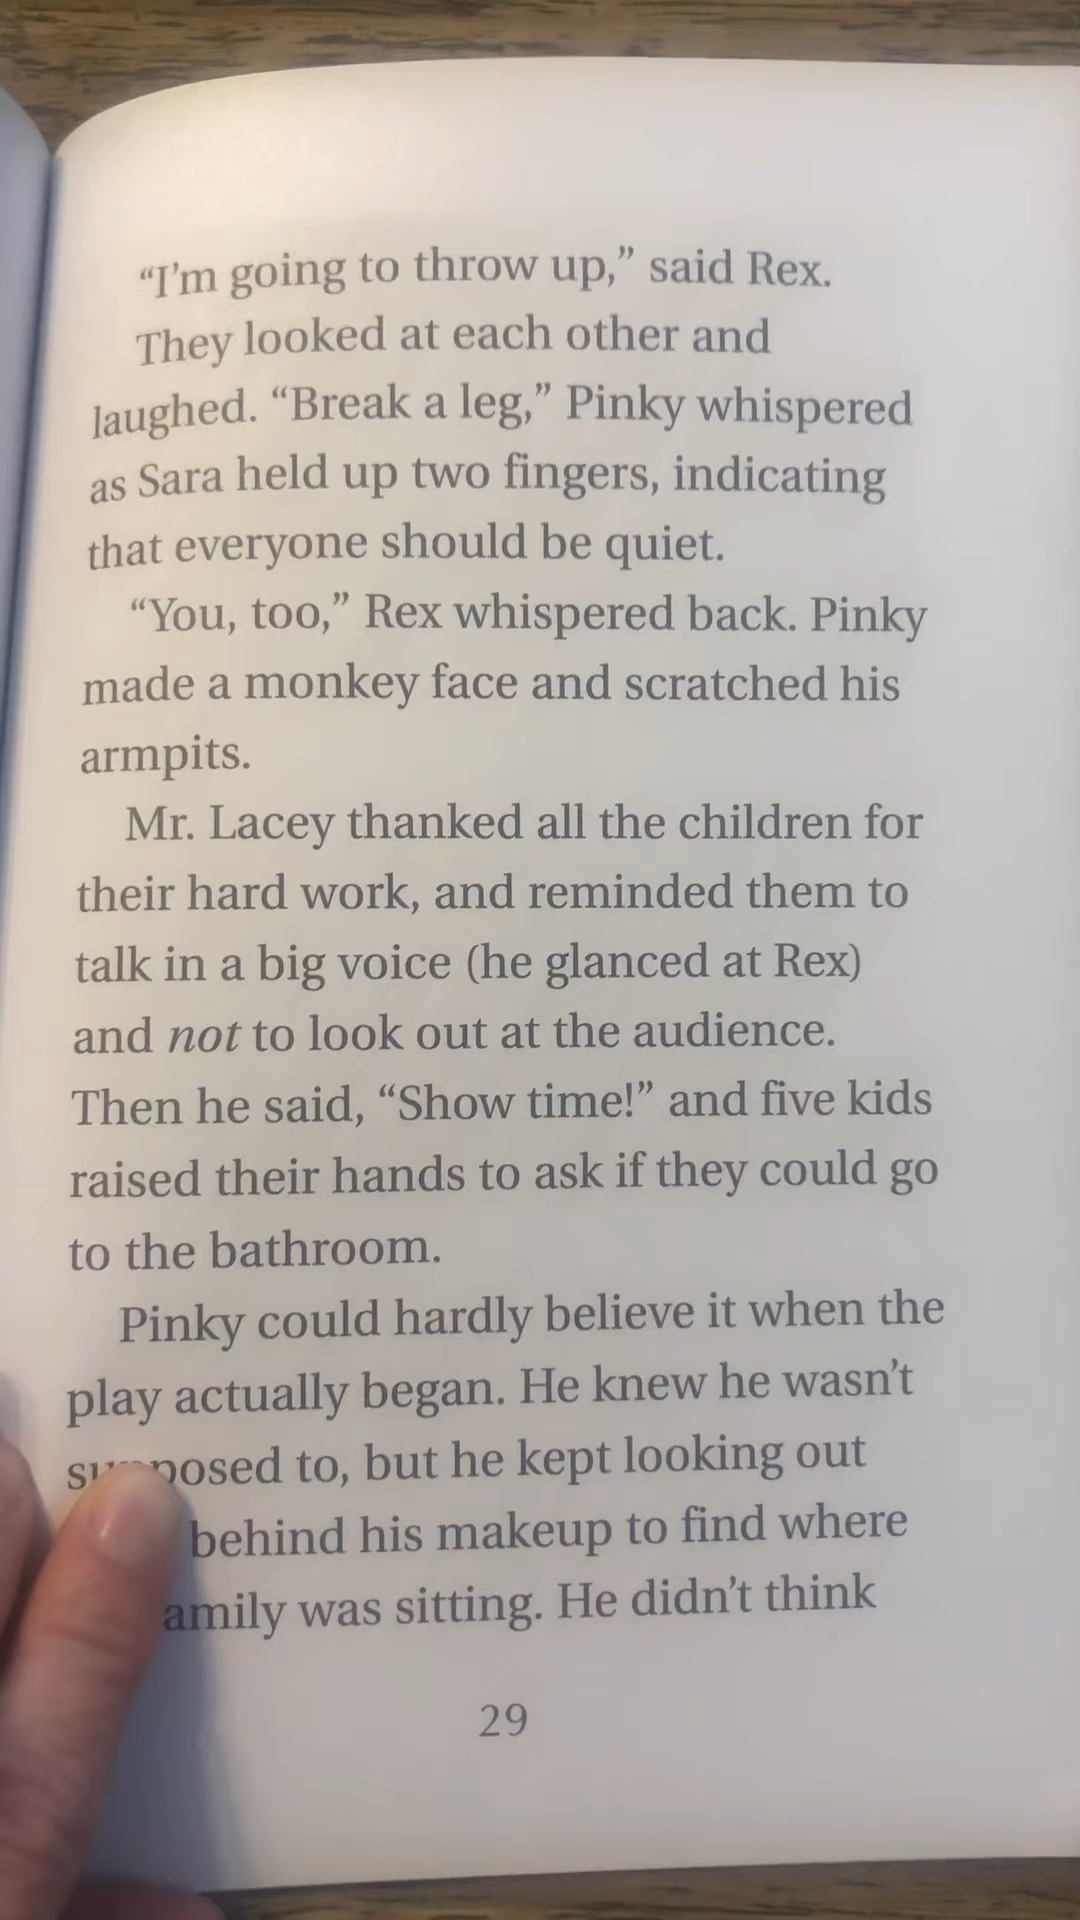 “I’m going to throw up,” said Rex.
They looked at each other and
laughed. “Break a leg,” Pinky whispered
as Sara held up two fingers, indicating
that everyone should be quiet.
“You, too,” Rex whispered back. Pinky
made a monkey face and scratched his
armpits.
Mr. Lacey thanked all the children for
their hard work, and reminded them to
talk in a big voice (he glanced at Rex)
and not to look out at the audience.
Then he said, “Show time!” and five kids
raised their hands to ask if they could go
to the bathroom.
Pinky could hardly believe it when the
play actually began. He knew he wasn’t
supposed to, but he kept looking out
behind his makeup to find where
was sitting. He didn’t think
29